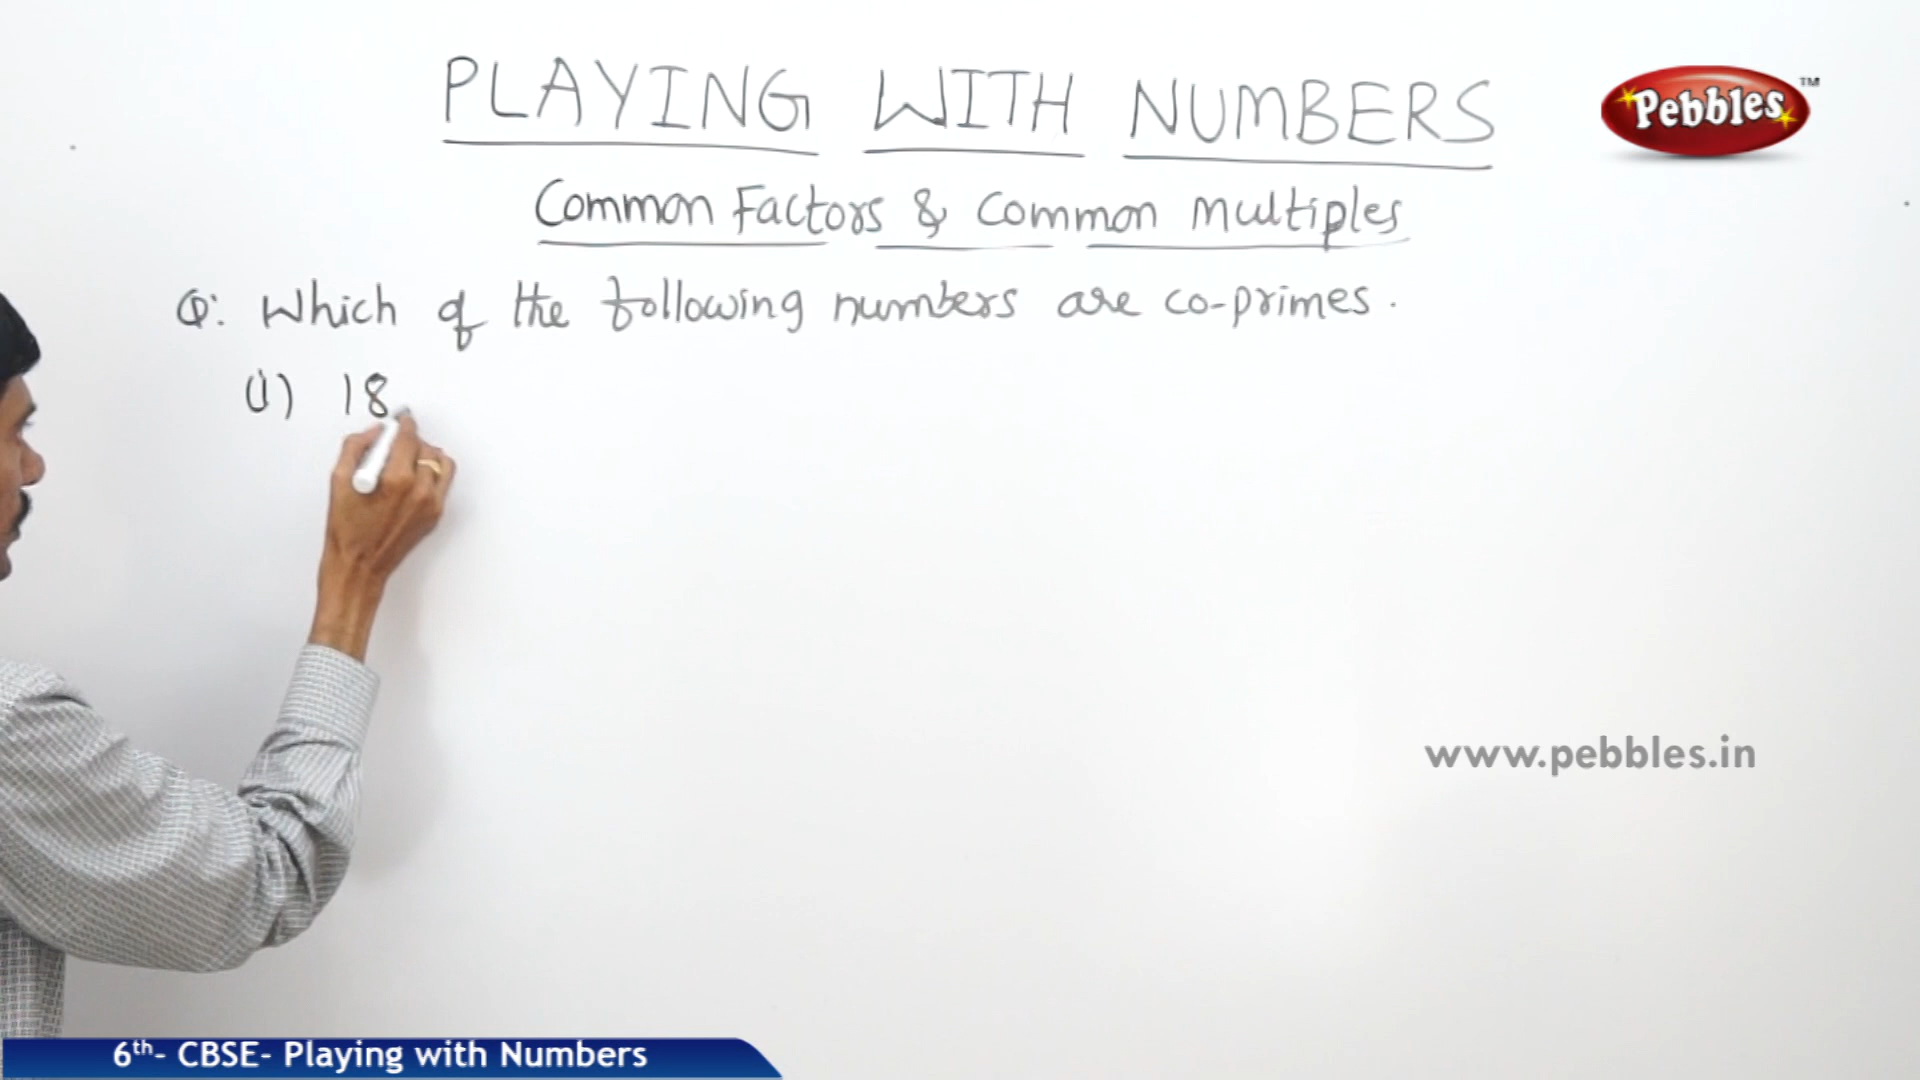 PLAYING WITH NUMBERS
Pebbles™
Common Factors & Common Multiples
Q: Which of the following numbers are co-primes.
(i) 18
www.pebbles.in
6th- CBSE- Playing with Numbers